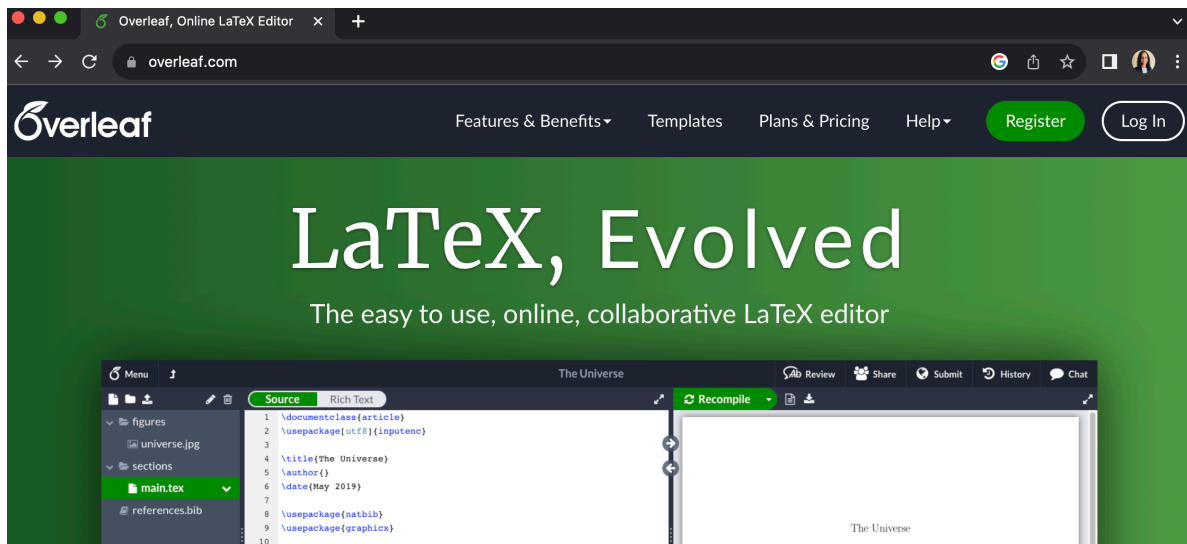 Overleaf, Online LaTeX Editor
overleaf.com
Overleaf
Features & Benefits Templates Plans & Pricing Help Register Log In
LaTeX, Evolved
The easy to use, online, collaborative LaTeX editor
Menu The Universe Review Share Submit History Chat
Source Rich Text Recompile
figures
universe.jpg
sections
main.tex
references.bib
1 \documentclass{article}
2 \usepackage[utf8]{inputenc}
3
4 \title{The Universe}
5 \author{}
6 \date{May 2019}
7
8 \usepackage{natbib}
9 \usepackage{graphicx}
10
The Universe